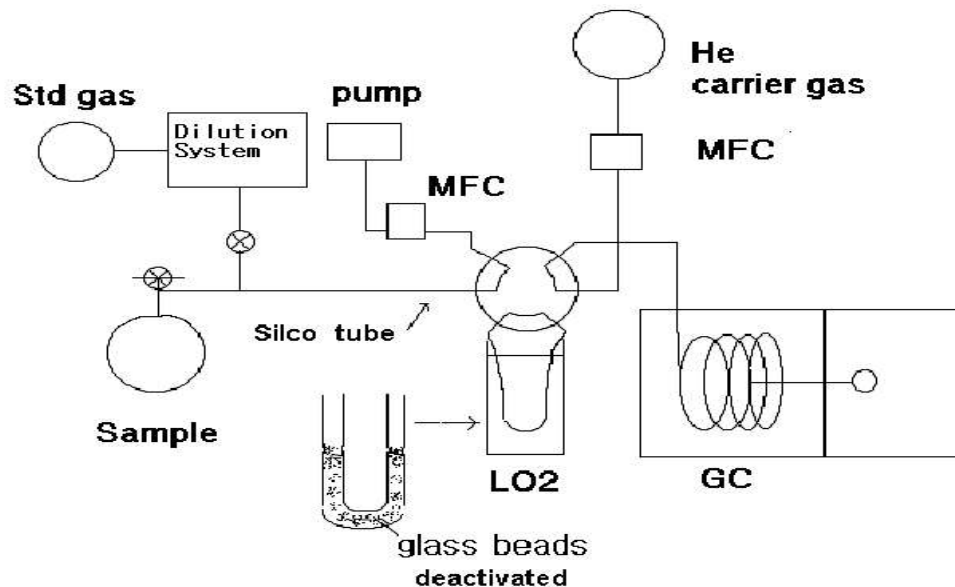 He
carrier gas
Std gas
pump
Dilution
System
MFC
MFC
Silco tube
Sample
LO2
GC
glass beads
deactivated